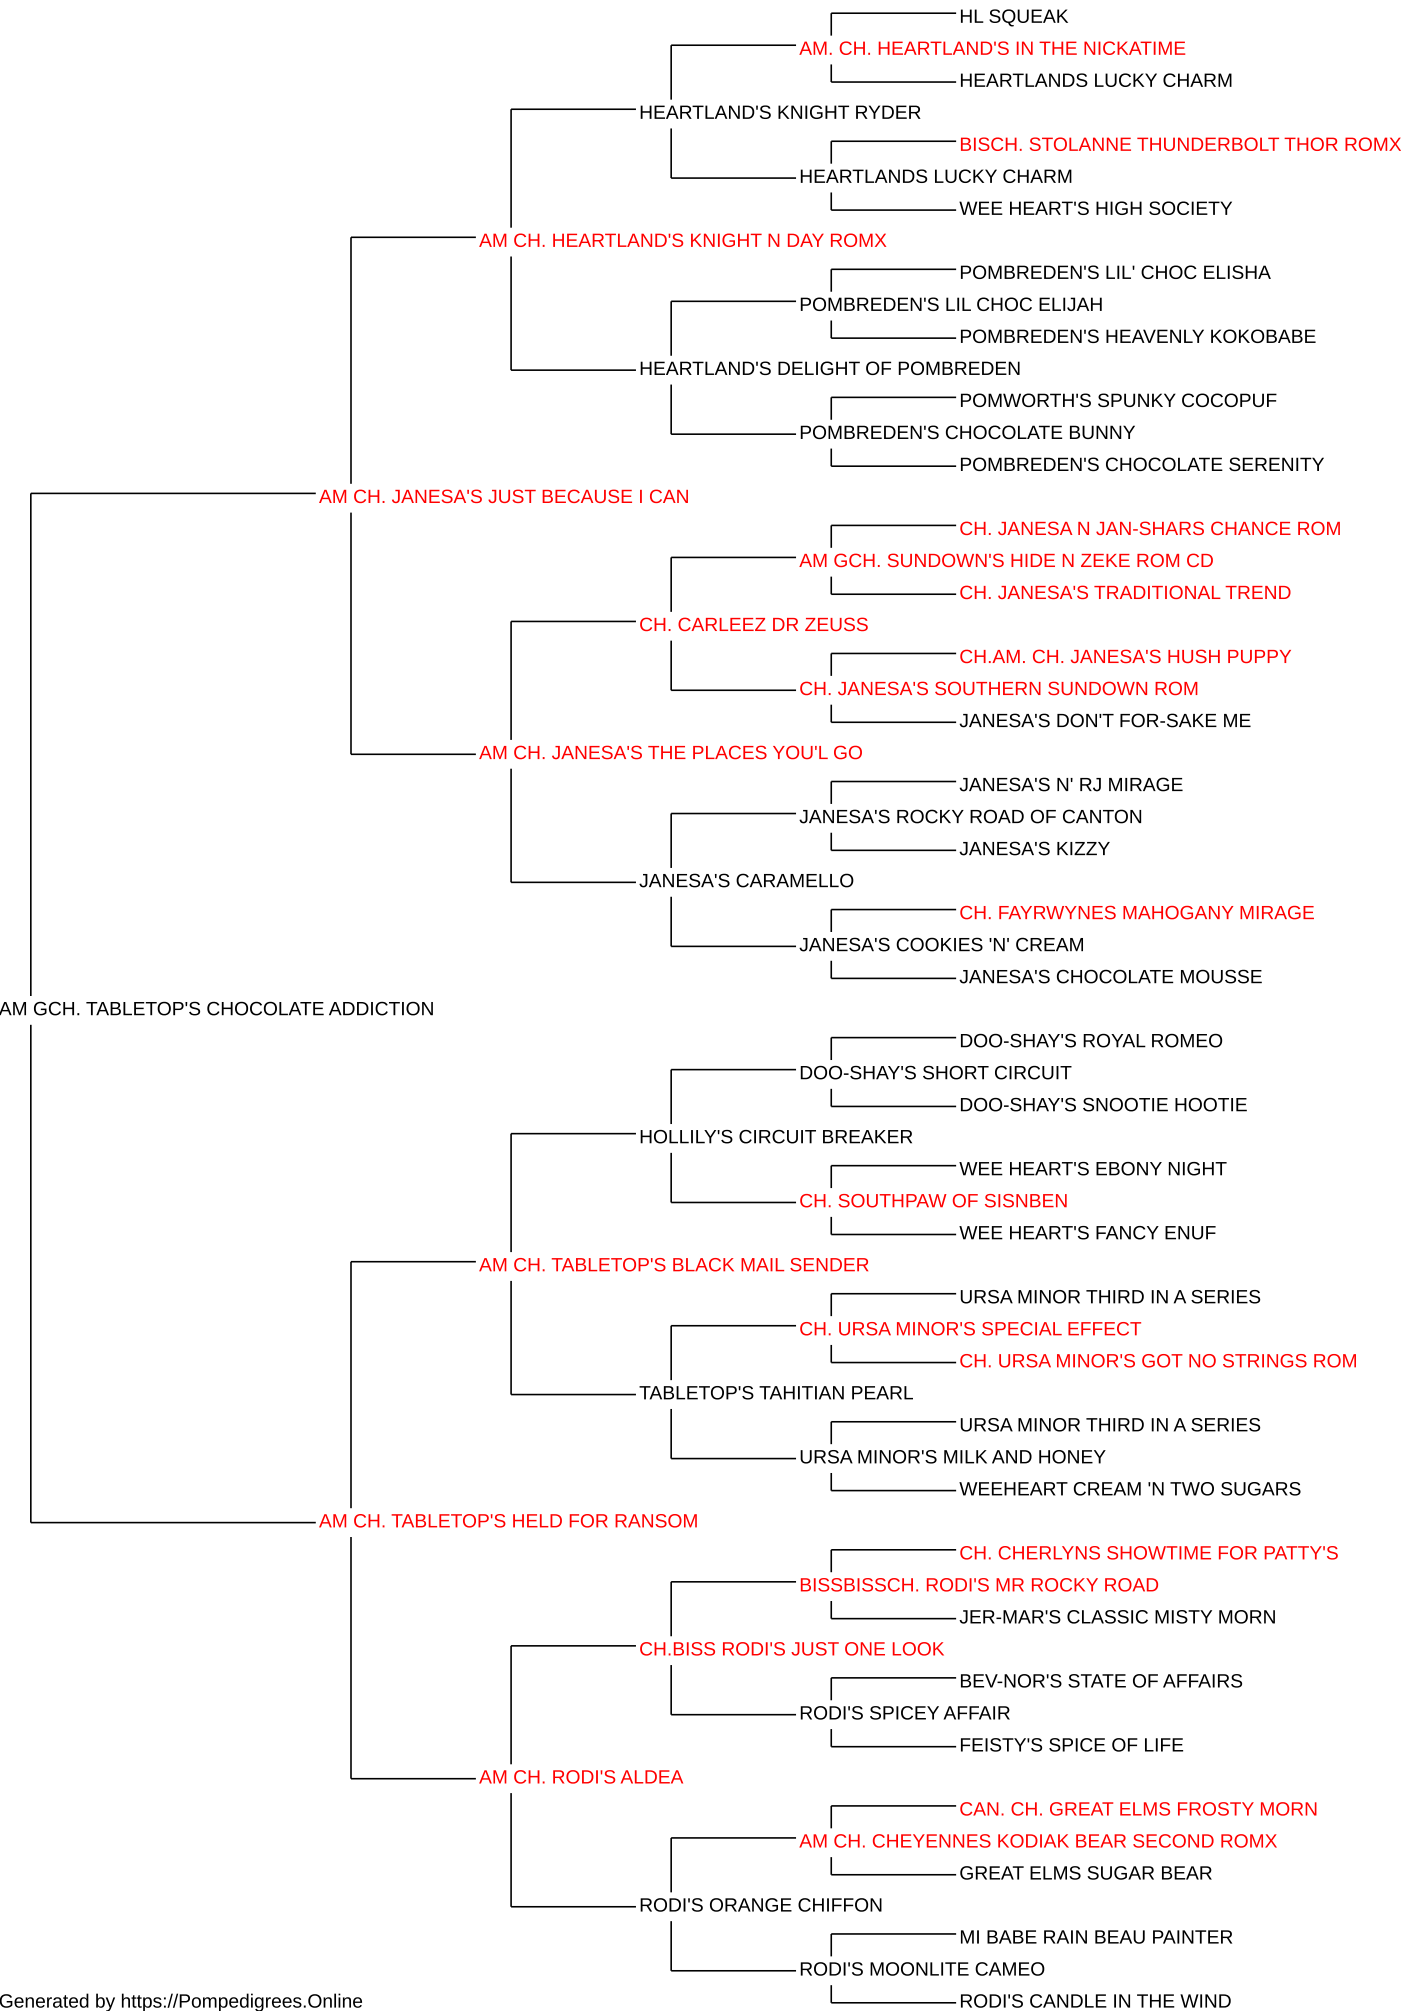 HL SQUEAK
AM. CH. HEARTLAND'S IN THE NICKATIME
HEARTLANDS LUCKY CHARM
HEARTLAND'S KNIGHT RYDER
BISCH. STOLANNE THUNDERBOLT THOR ROMX
HEARTLANDS LUCKY CHARM
WEE HEART'S HIGH SOCIETY
AM CH. HEARTLAND'S KNIGHT N DAY ROMX
POMBREDEN'S LIL' CHOC ELISHA
POMBREDEN'S LIL CHOC ELIJAH
POMBREDEN'S HEAVENLY KOKOBABE
HEARTLAND'S DELIGHT OF POMBREDEN
POMWORTH'S SPUNKY COCOPUF
POMBREDEN'S CHOCOLATE BUNNY
POMBREDEN'S CHOCOLATE SERENITY
AM CH. JANESA'S JUST BECAUSE I CAN
CH. JANESA N JAN-SHARS CHANCE ROM
AM GCH. SUNDOWN'S HIDE N ZEKE ROM CD
CH. JANESA'S TRADITIONAL TREND
CH. CARLEEZ DR ZEUSS
CH.AM. CH. JANESA'S HUSH PUPPY
CH. JANESA'S SOUTHERN SUNDOWN ROM
JANESA'S DON'T FOR-SAKE ME
AM CH. JANESA'S THE PLACES YOU'L GO
JANESA'S N' RJ MIRAGE
JANESA'S ROCKY ROAD OF CANTON
JANESA'S KIZZY
JANESA'S CARAMELLO
CH. FAYRWYNES MAHOGANY MIRAGE
JANESA'S COOKIES 'N' CREAM
JANESA'S CHOCOLATE MOUSSE
AM GCH. TABLETOP'S CHOCOLATE ADDICTION
DOO-SHAY'S ROYAL ROMEO
DOO-SHAY'S SHORT CIRCUIT
DOO-SHAY'S SNOOTIE HOOTIE
HOLLILY'S CIRCUIT BREAKER
WEE HEART'S EBONY NIGHT
CH. SOUTHPAW OF SISNBEN
WEE HEART'S FANCY ENUF
AM CH. TABLETOP'S BLACK MAIL SENDER
URSA MINOR THIRD IN A SERIES
CH. URSA MINOR'S SPECIAL EFFECT
CH. URSA MINOR'S GOT NO STRINGS ROM
TABLETOP'S TAHITIAN PEARL
URSA MINOR THIRD IN A SERIES
URSA MINOR'S MILK AND HONEY
WEEHEART CREAM 'N TWO SUGARS
AM CH. TABLETOP'S HELD FOR RANSOM
CH. CHERLYNS SHOWTIME FOR PATTY'S
BISSBISSCH. RODI'S MR ROCKY ROAD
JER-MAR'S CLASSIC MISTY MORN
CH.BISS RODI'S JUST ONE LOOK
BEV-NOR'S STATE OF AFFAIRS
RODI'S SPICEY AFFAIR
FEISTY'S SPICE OF LIFE
AM CH. RODI'S ALDEA
CAN. CH. GREAT ELMS FROSTY MORN
AM CH. CHEYENNES KODIAK BEAR SECOND ROMX
GREAT ELMS SUGAR BEAR
RODI'S ORANGE CHIFFON
MI BABE RAIN BEAU PAINTER
RODI'S MOONLITE CAMEO
RODI'S CANDLE IN THE WIND
Generated by https://Pompedigrees.Online